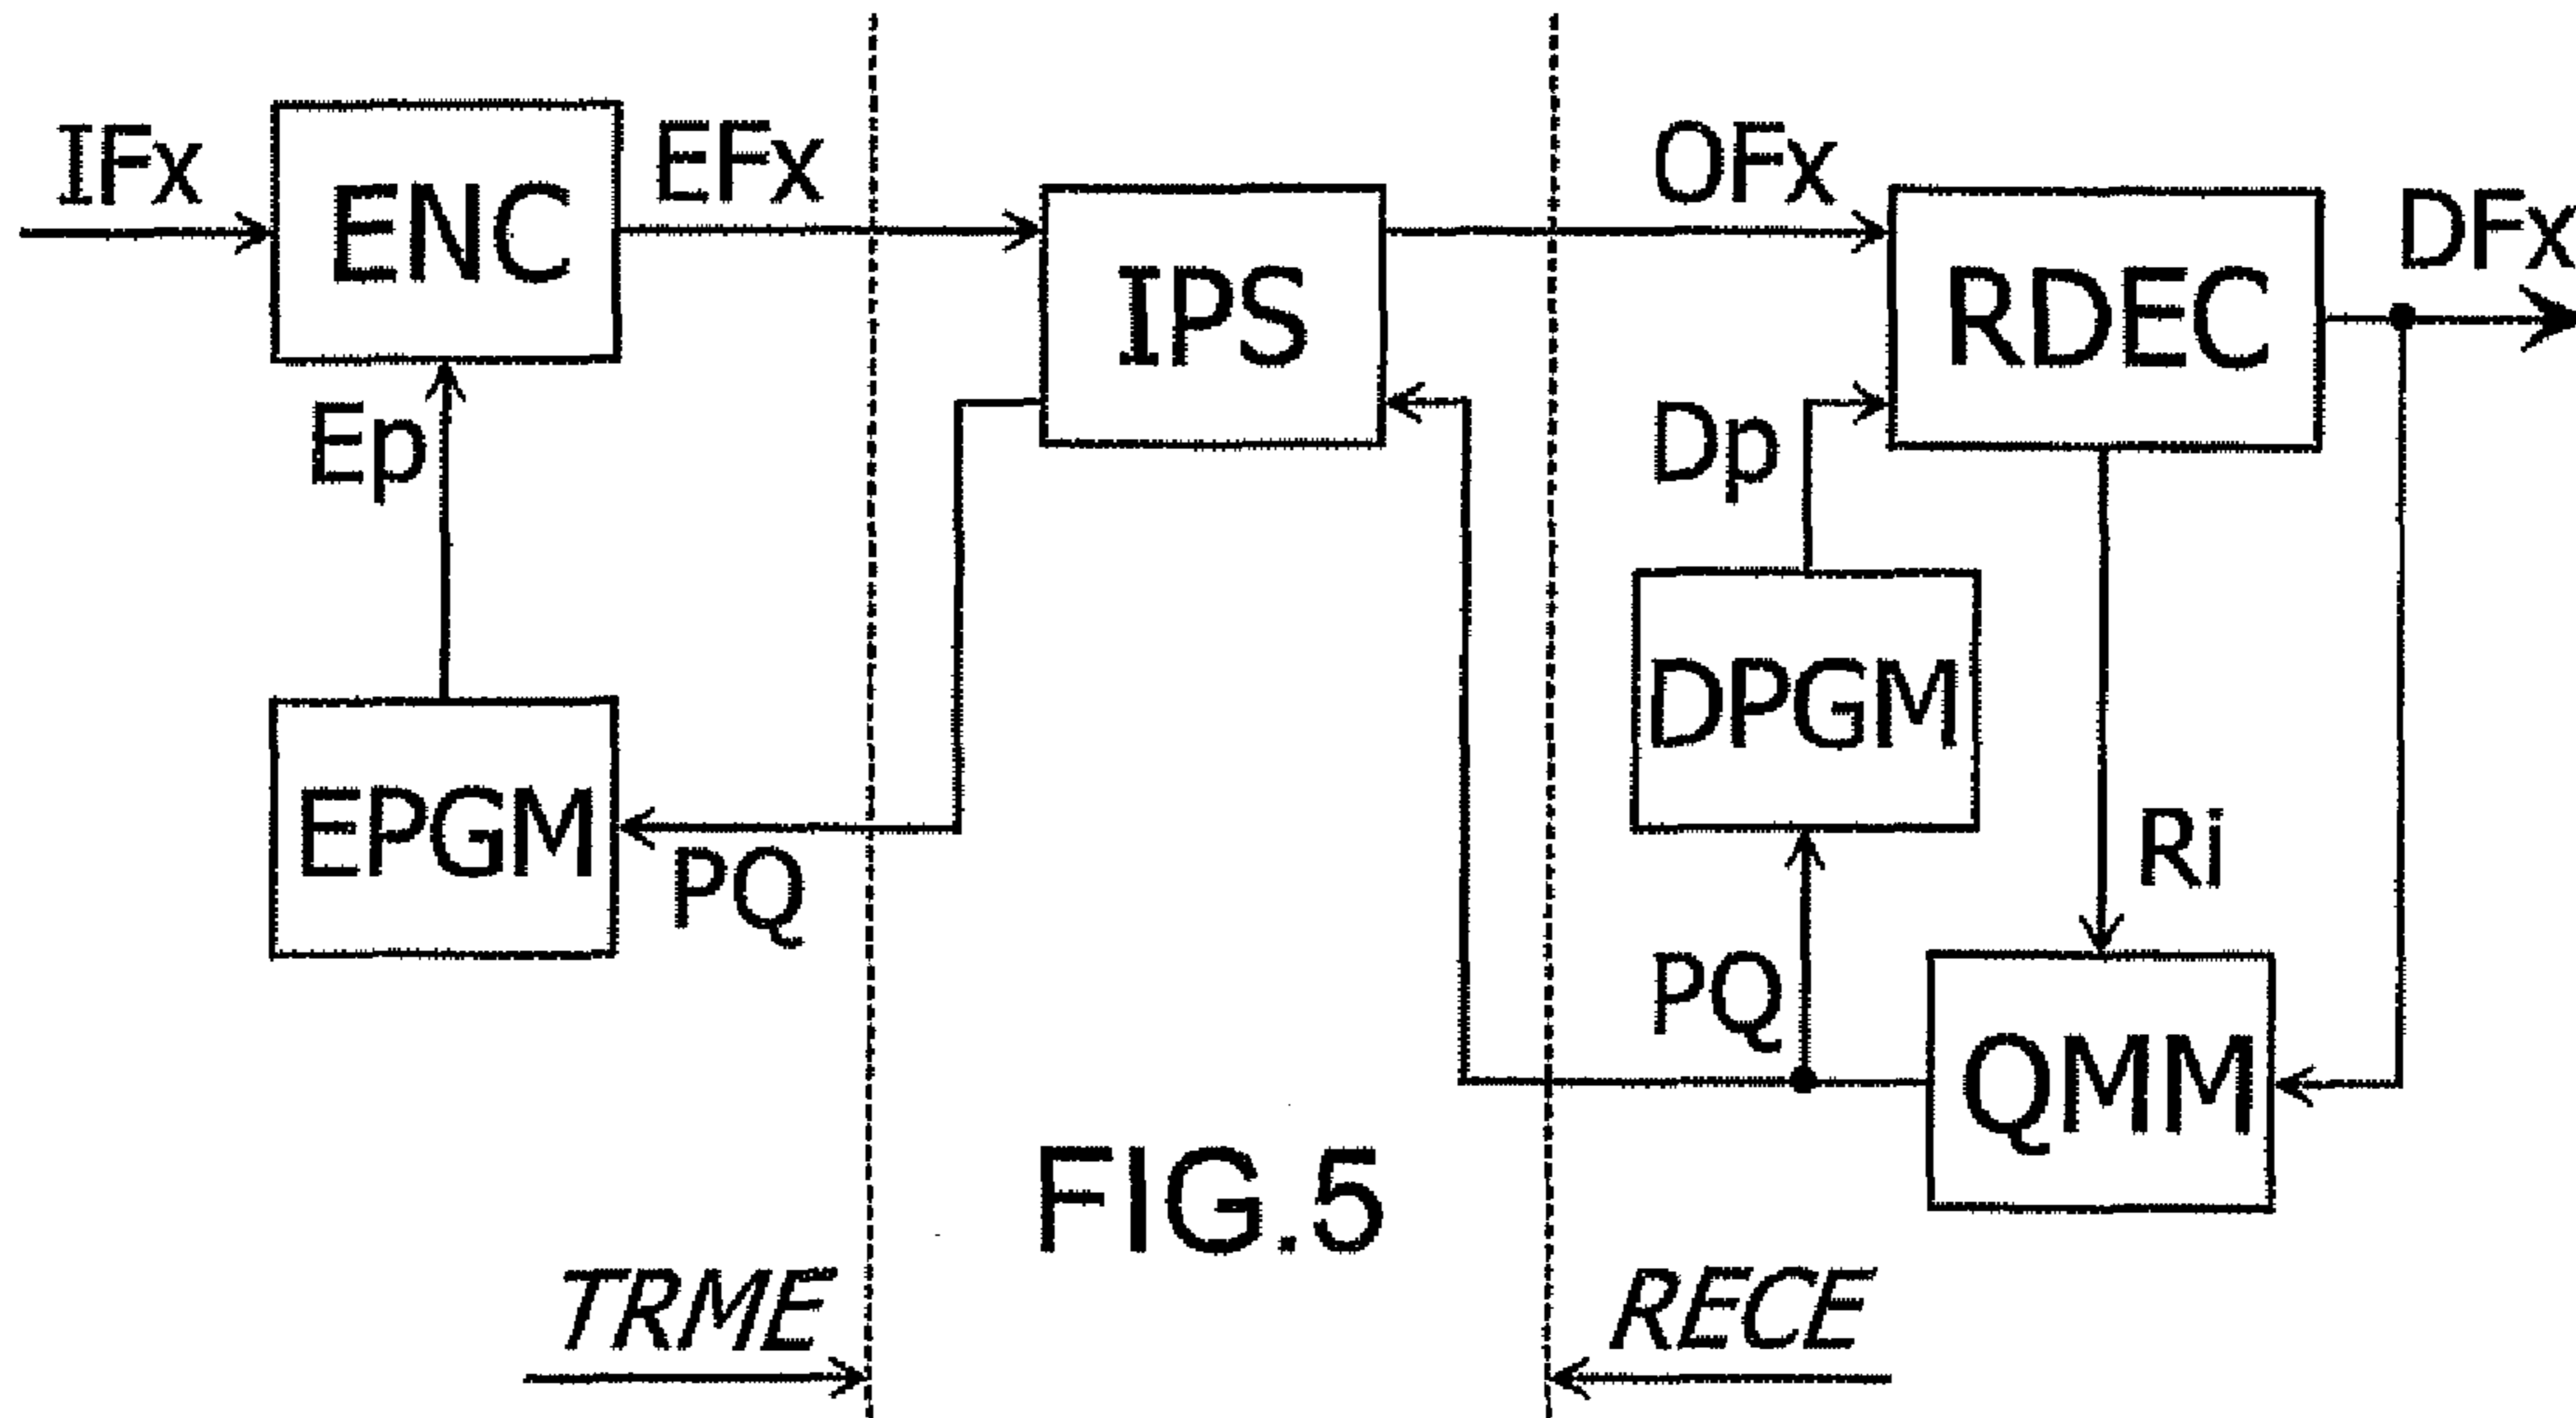 IFx
ENC
EFx
IPS
OFx
RDEC
DFx
Ep
Dp
EPGM
PQ
DPGM
Ri
PQ
QMM
FIG.5
TRME
RECE